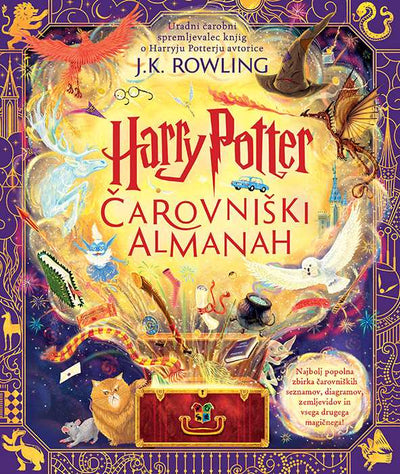 Uradni čarobni
spremljevalec knjig
o Harryju Potterju avtorice
J.K. ROWLING
Harry Potter
ČAROVNIŠKI
ALMANAH
Najbolj popolna
zbirka čarovniških
seznamov, diagramov,
zemljevidov in
vsega drugega
magičnega!